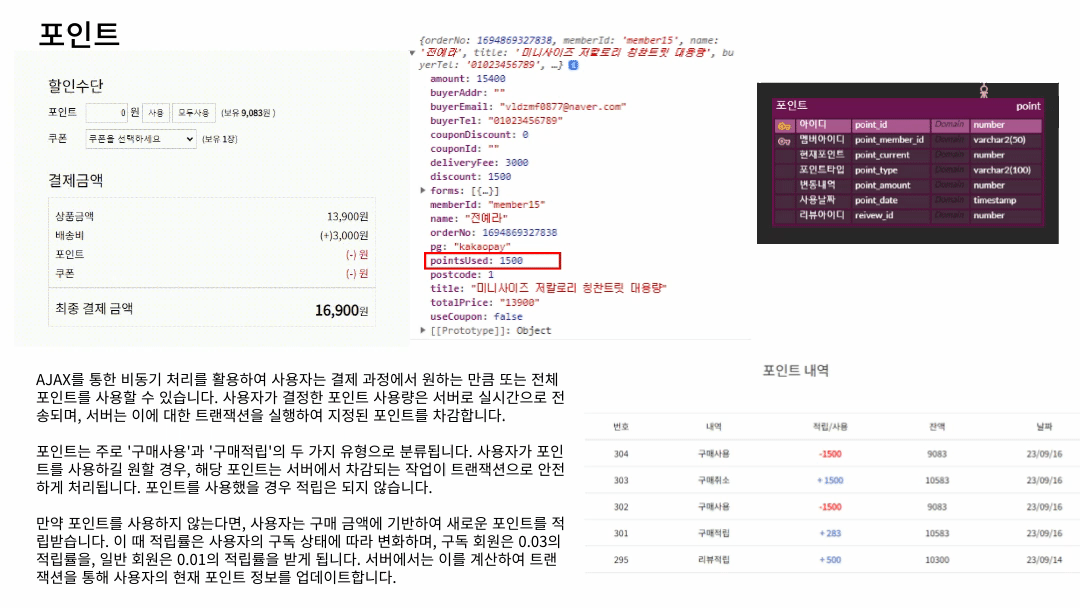 포인트
할인수단
포인트 0 원 사용 모두사용 (보유 9,083원 )
쿠폰 쿠폰을 선택하세요 (보유 1장)
결제금액
상품금액 13,900원
배송비 (+)3,000원
포인트 (-) 원
쿠폰 (-) 원
최종 결제 금액 16,900원
{orderNo: 1694869327838, memberId: 'member15', name:
'전예라', title: '미니사이즈 저칼로리 칭찬트릿 대용량', bu
yerTel: '01023456789', …} i
amount: 15400
buyerAddr: ""
buyerEmail: "vldzmf0877@naver.com"
buyerTel: "01023456789"
couponDiscount: 0
couponId: ""
deliveryFee: 3000
discount: 1500
forms: [{…}]
memberId: "member15"
name: "전예라"
orderNo: 1694869327838
pg: "kakaopay"
pointsUsed: 1500
postcode: 1
title: "미니사이즈 저칼로리 칭찬트릿 대용량"
totalPrice: "13900"
useCoupon: false
[[Prototype]]: Object
포인트 point
아이디 point_id Domain number
멤버아이디 point_member_id Domain varchar2(50)
현재포인트 point_current Domain number
포인트타입 point_type Domain varchar2(100)
변동내역 point_amount Domain number
사용날짜 point_date Domain timestamp
리뷰아이디 reivew_id Domain number
AJAX를 통한 비동기 처리를 활용하여 사용자는 결제 과정에서 원하는 만큼 또는 전체
포인트를 사용할 수 있습니다. 사용자가 결정한 포인트 사용량은 서버로 실시간으로 전
송되며, 서버는 이에 대한 트랜잭션을 실행하여 지정된 포인트를 차감합니다.
포인트는 주로 '구매사용'과 '구매적립'의 두 가지 유형으로 분류됩니다. 사용자가 포인
트를 사용하길 원할 경우, 해당 포인트는 서버에서 차감되는 작업이 트랜잭션으로 안전
하게 처리됩니다. 포인트를 사용했을 경우 적립은 되지 않습니다.
만약 포인트를 사용하지 않는다면, 사용자는 구매 금액에 기반하여 새로운 포인트를 적
립받습니다. 이 때 적립률은 사용자의 구독 상태에 따라 변화하며, 구독 회원은 0.03의
적립률을, 일반 회원은 0.01의 적립률을 받게 됩니다. 서버에서는 이를 계산하여 트랜
잭션을 통해 사용자의 현재 포인트 정보를 업데이트합니다.
포인트 내역
번호 내역 적립/사용 잔액 날짜
304 구매사용 -1500 9083 23/09/16
303 구매취소 +1500 10583 23/09/16
302 구매사용 -1500 9083 23/09/16
301 구매적립 +283 10583 23/09/16
295 리뷰적립 +500 10300 23/09/14